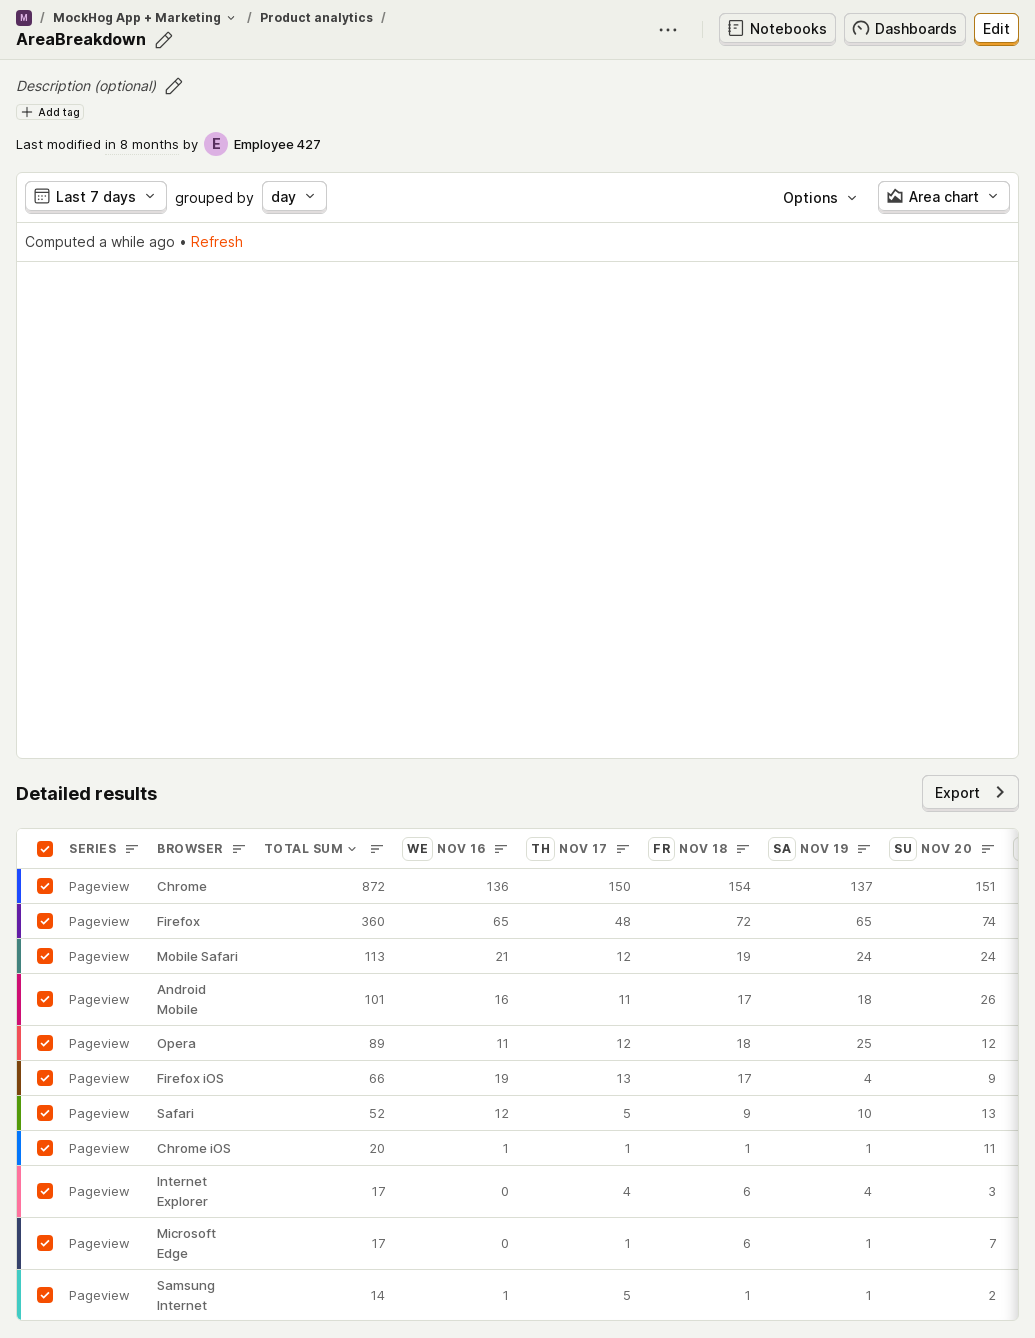 M / MockHog App + Marketing / Product analytics /
AreaBreakdown
Notebooks Dashboards Edit
Description (optional)
Add tag
Last modified in 8 months by E Employee 427
Last 7 days grouped by day Options Area chart
Computed a while ago • Refresh
Detailed results
Export
SERIES BROWSER TOTAL SUM WE NOV 16 TH NOV 17 FR NOV 18 SA NOV 19 SU NOV 20
Pageview Chrome 872 136 150 154 137 151
Pageview Firefox 360 65 48 72 65 74
Pageview Mobile Safari 113 21 12 19 24 24
Pageview Android Mobile 101 16 11 17 18 26
Pageview Opera 89 11 12 18 25 12
Pageview Firefox iOS 66 19 13 17 4 9
Pageview Safari 52 12 5 9 10 13
Pageview Chrome iOS 20 1 1 1 1 11
Pageview Internet Explorer 17 0 4 6 4 3
Pageview Microsoft Edge 17 0 1 6 1 7
Pageview Samsung Internet 14 1 5 1 1 2